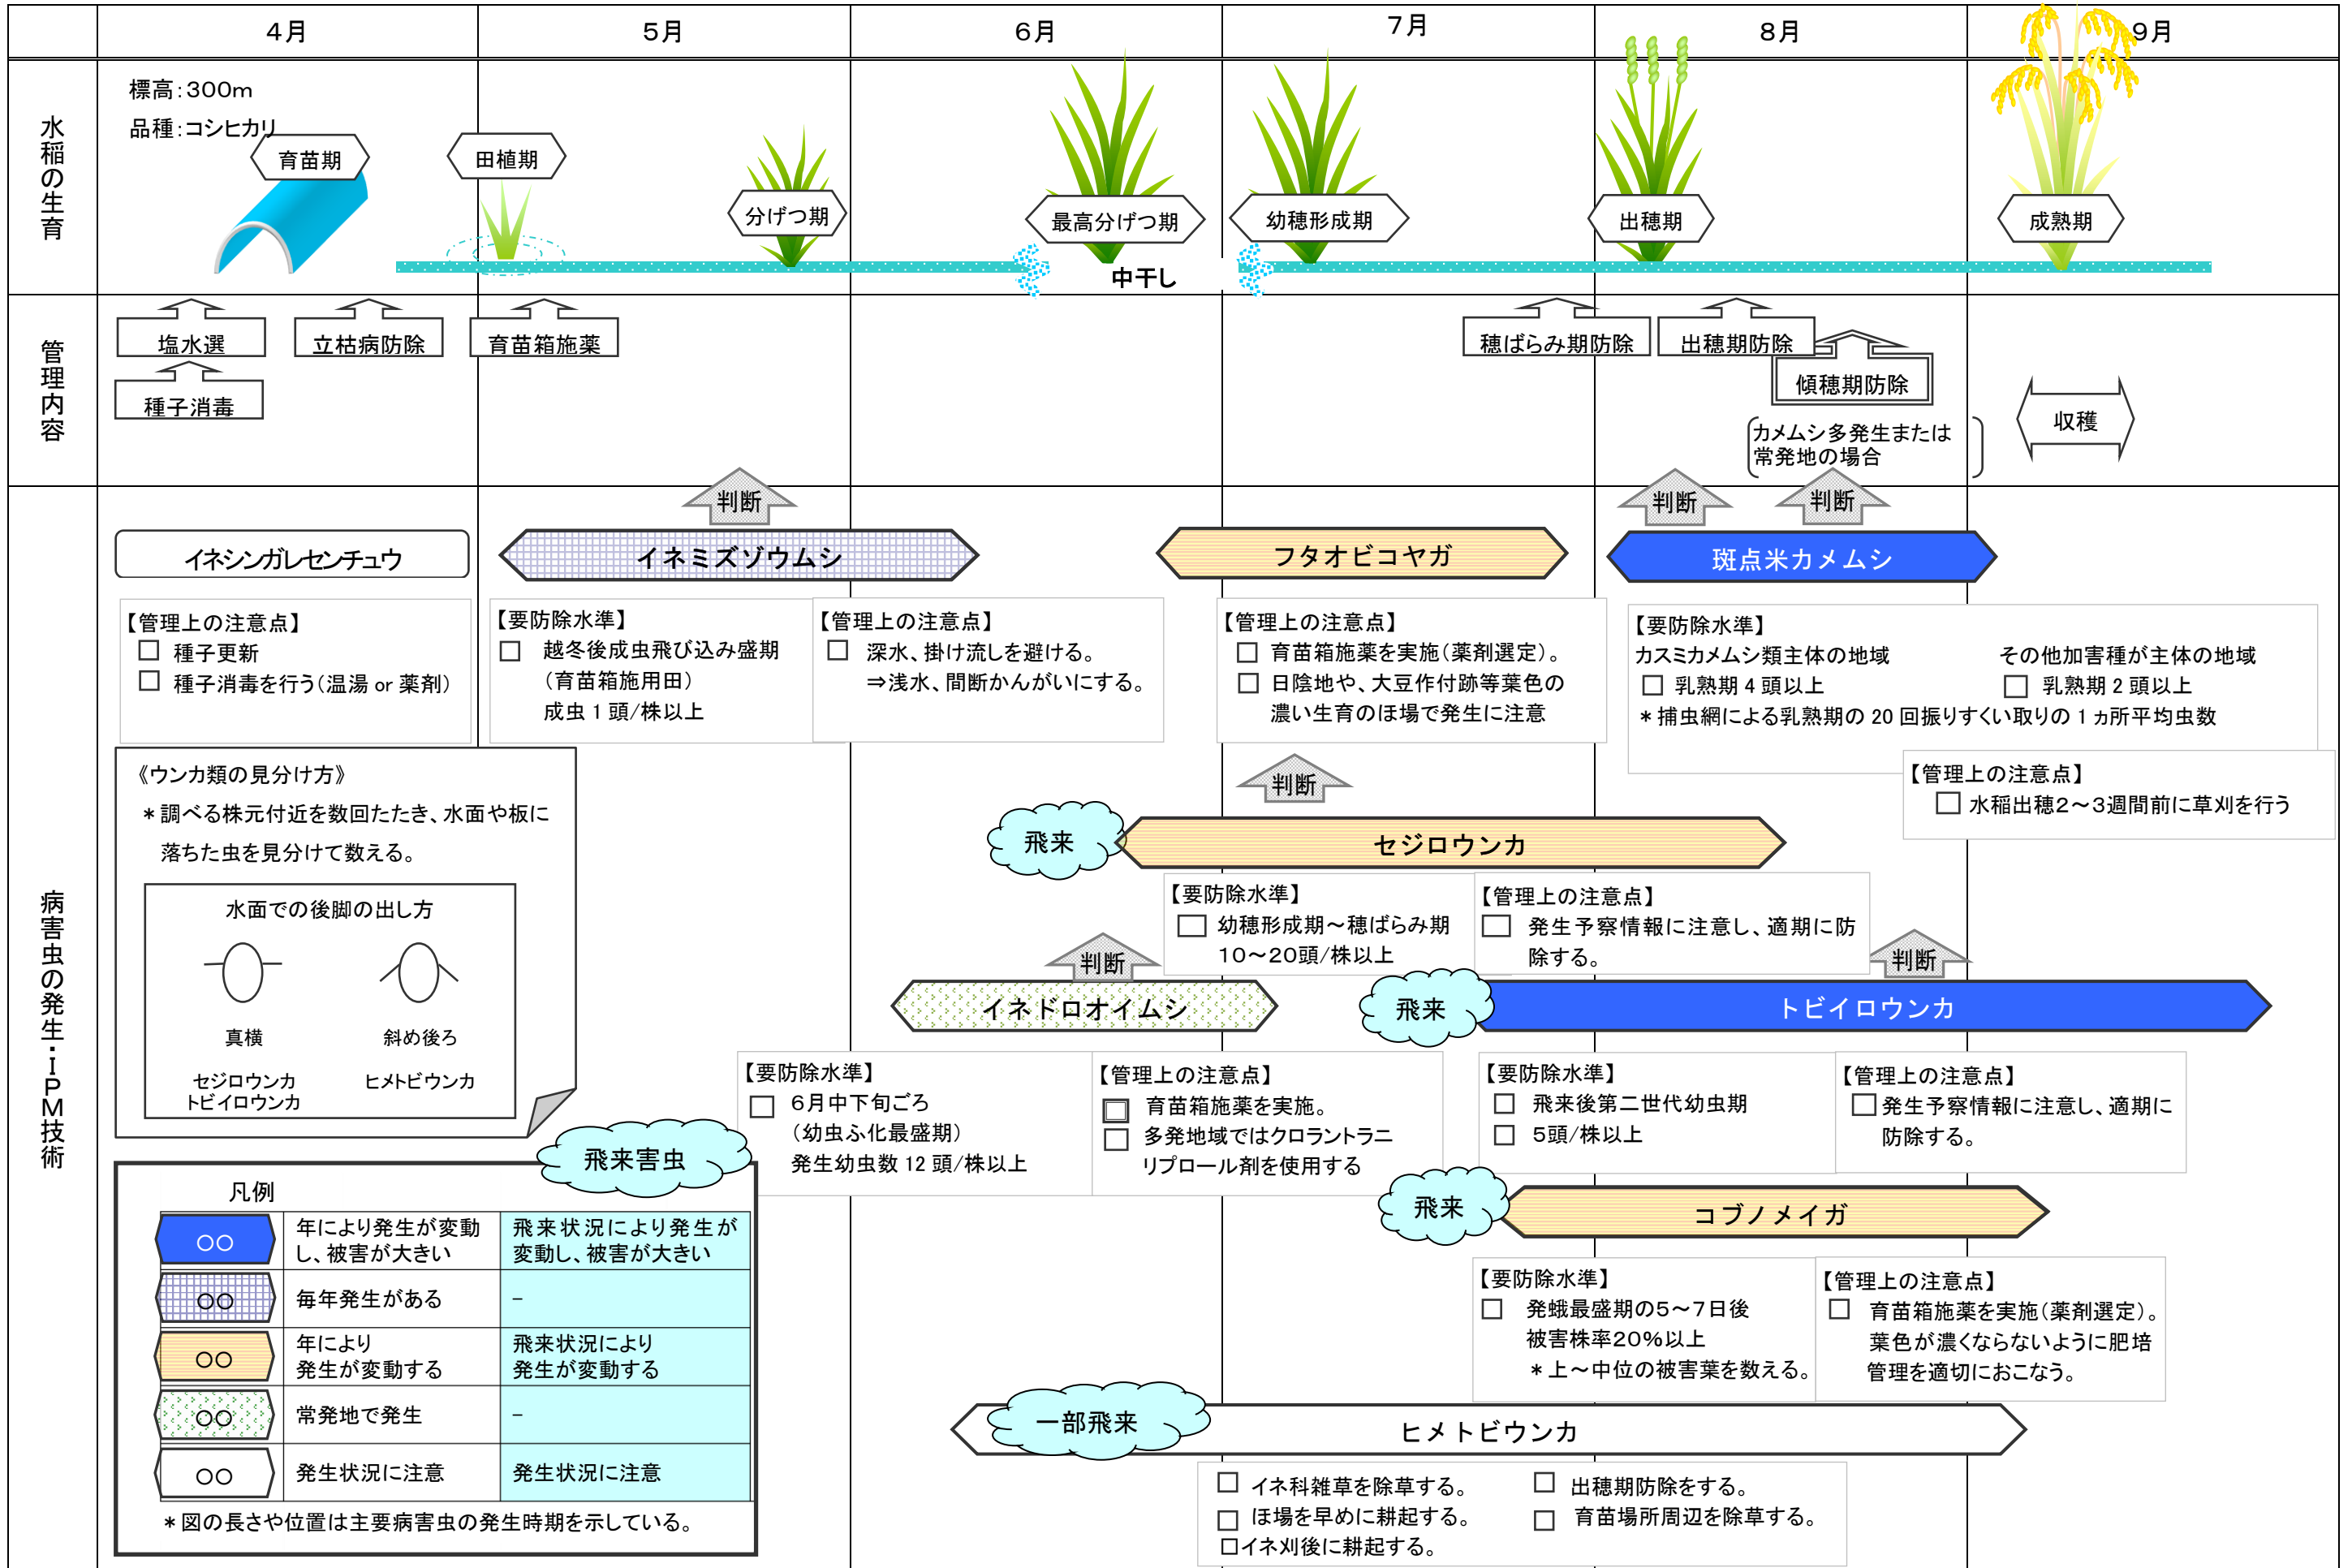 4月
5月
6月
7月
8月
9月
水稲の生育
標高：300m
品種：コシヒカリ
育苗期
田植期
分げつ期
最高分げつ期
幼穂形成期
出穂期
成熟期
中干し
管理内容
塩水選
立枯病防除
育苗箱施薬
穂ばらみ期防除
出穂期防除
種子消毒
傾穂期防除
カメムシ多発生または
常発地の場合
収穫
病害虫の発生・ＩＰＭ技術
判断
判断
判断
イネシンガレセンチュウ
イネミズゾウムシ
フタオビコヤガ
斑点米カメムシ
【管理上の注意点】
□ 種子更新
□ 種子消毒を行う（温湯 or 薬剤）
【要防除水準】
□ 越冬後成虫飛び込み盛期
（育苗箱施用田）
成虫 1 頭/株以上
【管理上の注意点】
□ 深水、掛け流しを避ける。
⇒浅水、間断かんがいにする。
【管理上の注意点】
□ 育苗箱施薬を実施（薬剤選定）。
□ 日陰地や、大豆作付跡等葉色の
濃い生育のほ場で発生に注意
【要防除水準】
カスミカメムシ類主体の地域 その他加害種が主体の地域
□ 乳熟期 4 頭以上 □ 乳熟期 2 頭以上
＊捕虫網による乳熟期の 20 回振りすくい取りの 1 ヵ所平均虫数
【管理上の注意点】
□ 水稲出穂２～３週間前に草刈を行う
《ウンカ類の見分け方》
＊調べる株元付近を数回たたき、水面や板に
落ちた虫を見分けて数える。
水面での後脚の出し方
真横
斜め後ろ
セジロウンカ
トビイロウンカ
ヒメトビウンカ
判断
飛来
セジロウンカ
【要防除水準】
□ 幼穂形成期～穂ばらみ期
10～20頭/株以上
【管理上の注意点】
□ 発生予察情報に注意し、適期に防
除する。
判断
イネドロオイムシ
判断
飛来
トビイロウンカ
【要防除水準】
□ ６月中下旬ごろ
（幼虫ふ化最盛期）
発生幼虫数 12 頭/株以上
【管理上の注意点】
□ 育苗箱施薬を実施。
□ 多発地域ではクロラントラニ
リプロール剤を使用する
【要防除水準】
□ 飛来後第二世代幼虫期
□ 5頭/株以上
【管理上の注意点】
□ 発生予察情報に注意し、適期に
防除する。
飛来
コブノメイガ
【要防除水準】
□ 発蛾最盛期の５～７日後
被害株率20％以上
＊上～中位の被害葉を数える。
【管理上の注意点】
□ 育苗箱施薬を実施（薬剤選定）。
葉色が濃くならないように肥培
管理を適切におこなう。
一部飛来
ヒメトビウンカ
□ イネ科雑草を除草する。 □ 出穂期防除をする。
□ ほ場を早めに耕起する。 □ 育苗場所周辺を除草する。
□イネ刈後に耕起する。
飛来害虫
凡例
○○ 年により発生が変動 飛来状況により発生が
し、被害が大きい 変動し、被害が大きい
○○ 毎年発生がある －
○○ 年により 飛来状況により
発生が変動する 発生が変動する
○○ 常発地で発生 －
○○ 発生状況に注意 発生状況に注意
＊図の長さや位置は主要病害虫の発生時期を示している。